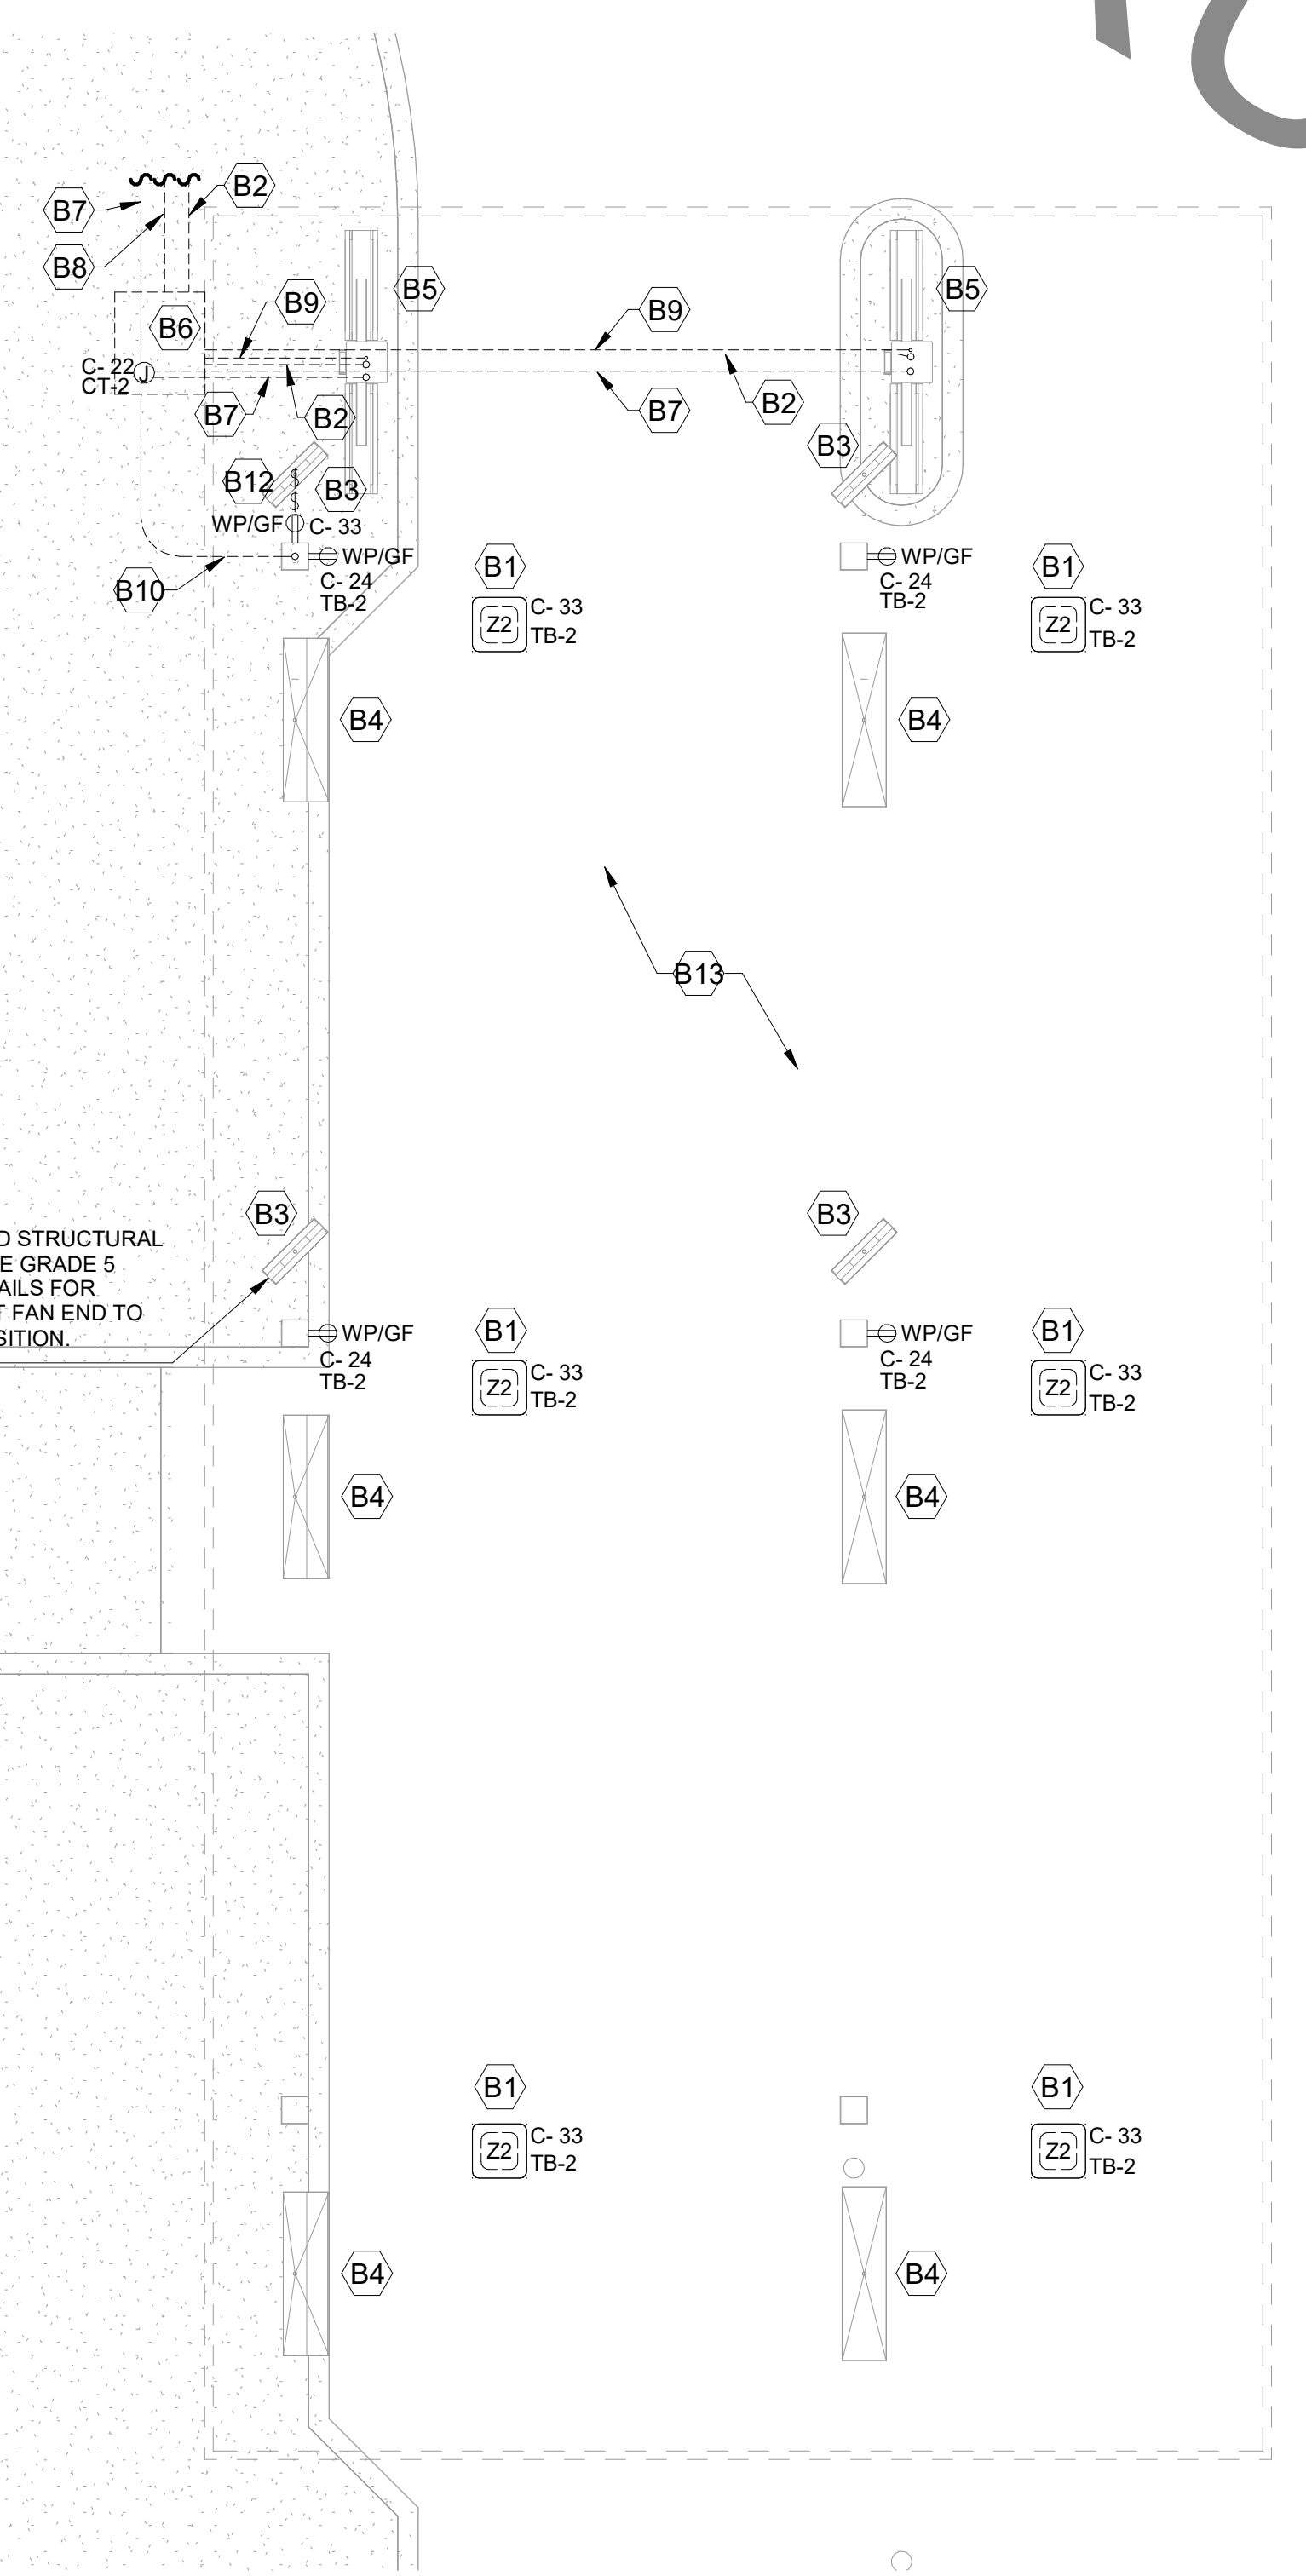 B2
B7
B8
B5
B5
B9
B9
B6
C- 22
CT-2
J
B7
B2
B7
B2
B3
B12
B3
WP/GF
C- 33
B10
WP/GF
C- 24
TB-2
B1
Z2
C- 33
TB-2
WP/GF
C- 24
TB-2
B1
Z2
C- 33
TB-2
B4
B4
B13
B3
B3
D STRUCTURAL
E GRADE 5
AILS FOR
T FAN END TO
SITION.
WP/GF
C- 24
TB-2
B1
Z2
C- 33
TB-2
WP/GF
C- 24
TB-2
B1
Z2
C- 33
TB-2
B4
B4
B1
Z2
C- 33
TB-2
B1
Z2
C- 33
TB-2
B4
B4